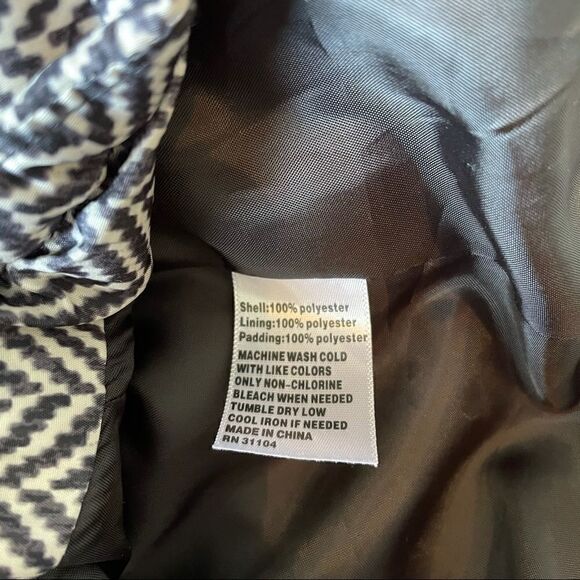 Shell:100% polyester
Lining:100% polyester
Padding:100% polyester
MACHINE WASH COLD
WITH LIKE COLORS
ONLY NON-CHLORINE
BLEACH WHEN NEEDED
TUMBLE DRY LOW
COOL IRON IF NEEDED
MADE IN CHINA
RN 31104